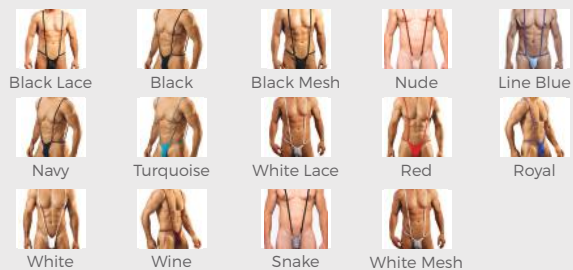 Black Lace
Black
Black Mesh
Nude
Line Blue
Navy
Turquoise
White Lace
Red
Royal
White
Wine
Snake
White Mesh